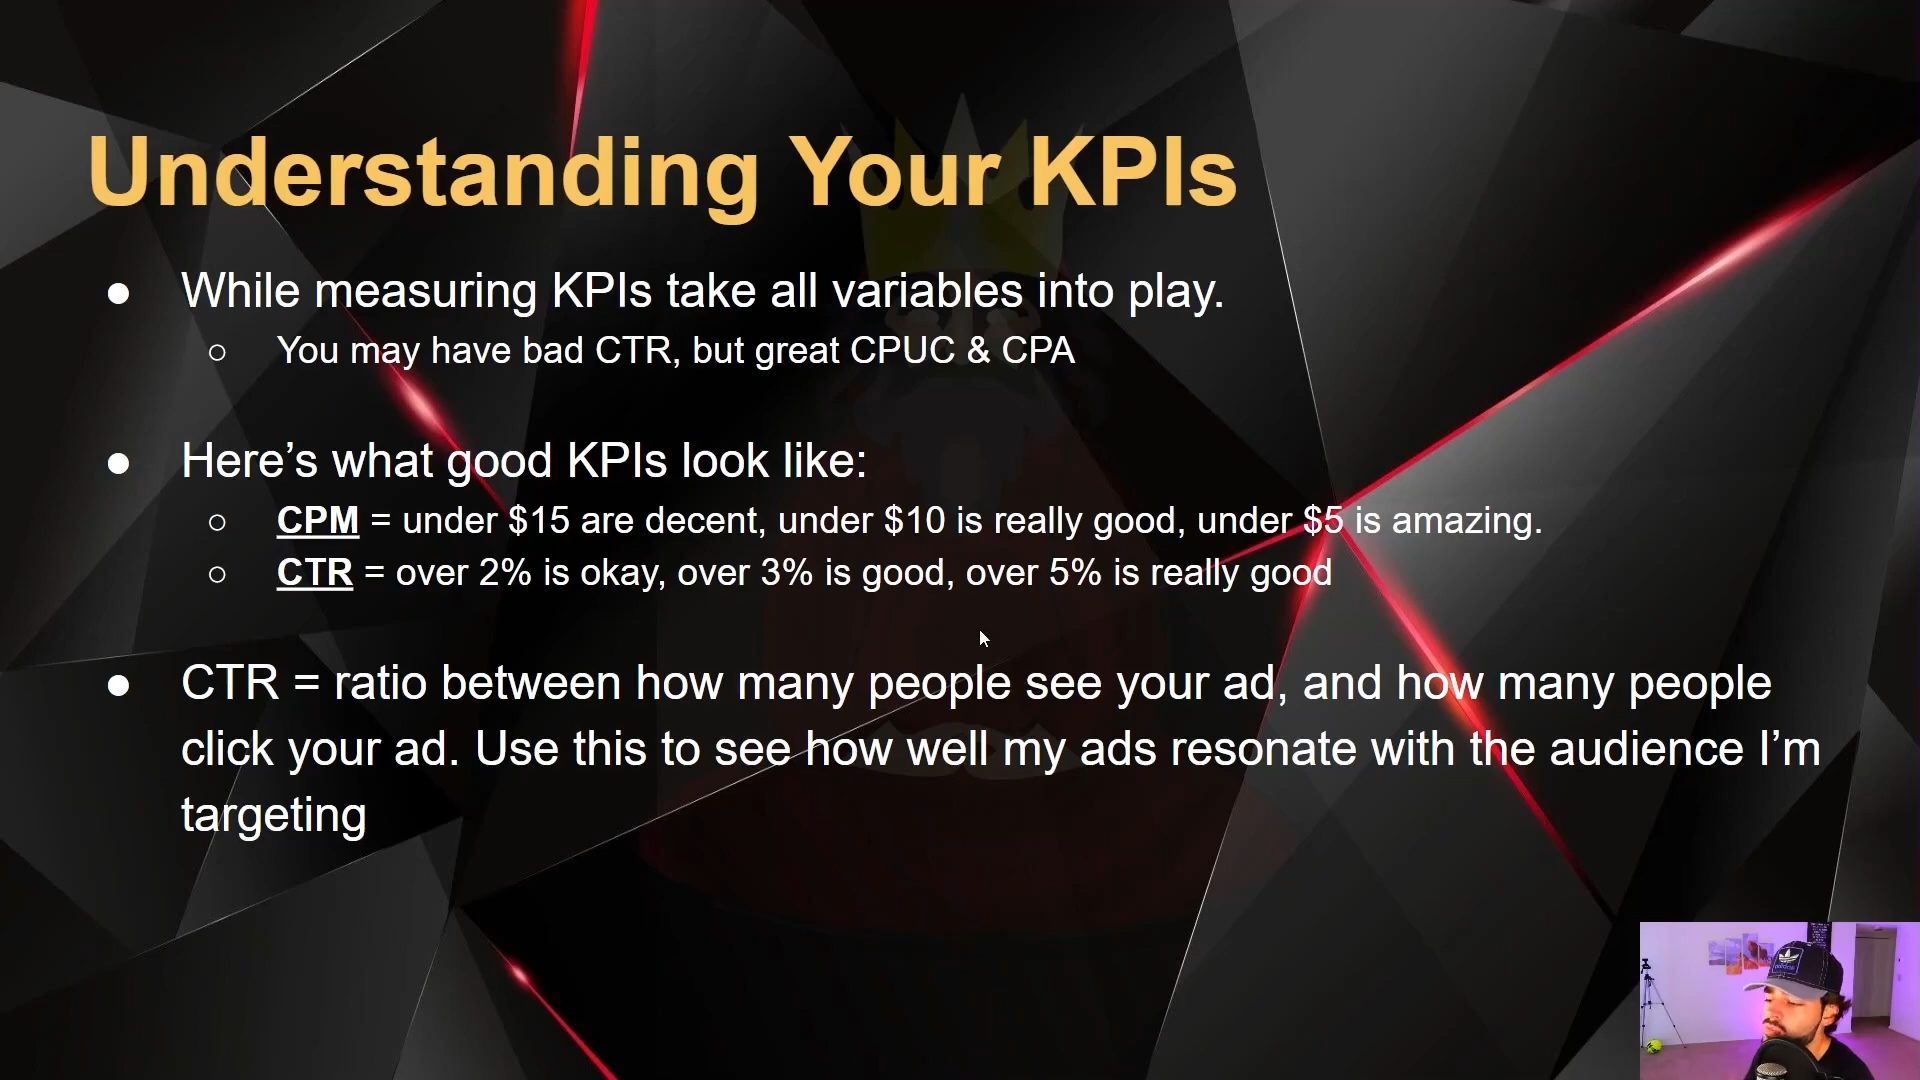 Understanding Your KPIs
● While measuring KPIs take all variables into play.
○ You may have bad CTR, but great CPUC & CPA
● Here’s what good KPIs look like:
○ CPM = under $15 are decent, under $10 is really good, under $5 is amazing.
○ CTR = over 2% is okay, over 3% is good, over 5% is really good
● CTR = ratio between how many people see your ad, and how many people
click your ad. Use this to see how well my ads resonate with the audience I’m
targeting